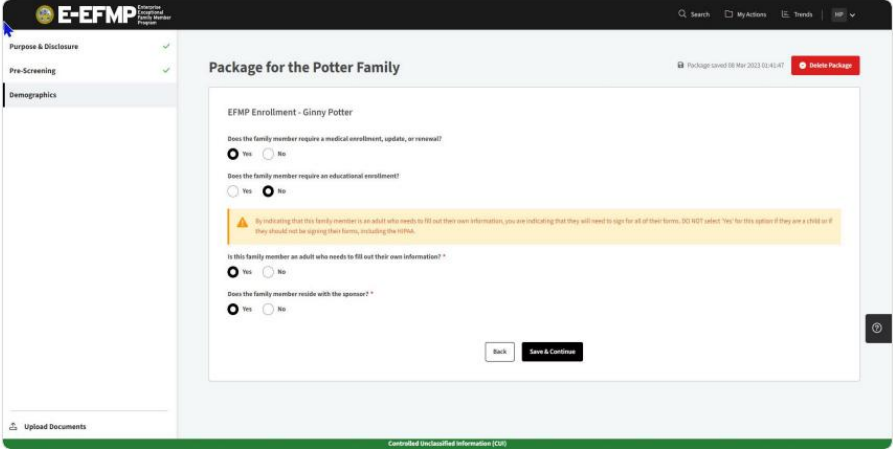 E-EFMP Enterprise
Exceptional
Family Member
Program
Search My Actions Trends HP
Purpose & Disclosure
Pre-Screening
Demographics
Package for the Potter Family
Package saved 08 Mar 2023 01:41:47
Delete Package
EFMP Enrollment - Ginny Potter
Does the family member require a medical enrollment, update, or renewal?
Yes No
Does the family member require an educational enrollment?
Yes No
By indicating that this family member is an adult who needs to fill out their own information, you are indicating that they will need to sign for all of their forms. DO NOT select 'Yes' for this option if they are a child or if
they should not be signing their forms, including the HIPAA.
Is this family member an adult who needs to fill out their own information? *
Yes No
Does the family member reside with the sponsor? *
Yes No
Back Save & Continue
Upload Documents
Controlled Unclassified Information (CUI)